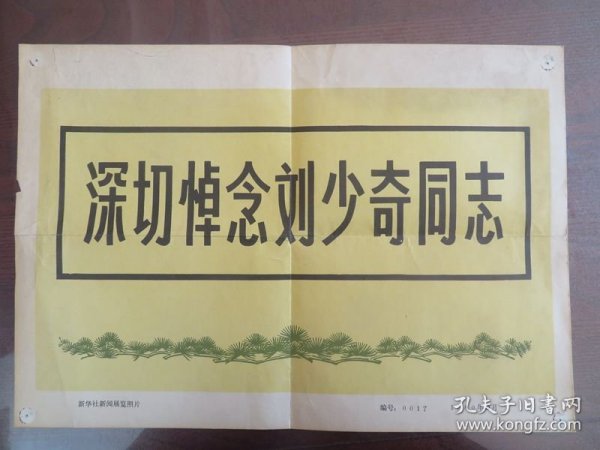 深切悼念刘少奇同志
新华社新闻展览图片
编号：0017
孔夫子旧书网
www.kongfz.com